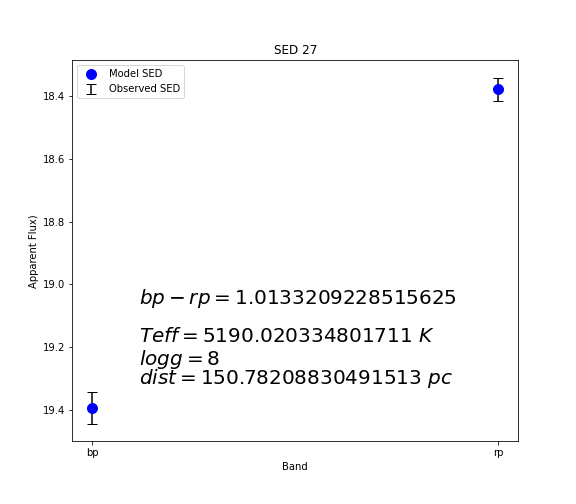 SED 27
Model SED
Observed SED
18.4
18.6
18.8
19.0
19.2
19.4
Apparent Flux)
bp − rp = 1.0133209228515625
Teff = 5190.020334801711 K
logg = 8
dist = 150.78208830491513 pc
bp
rp
Band